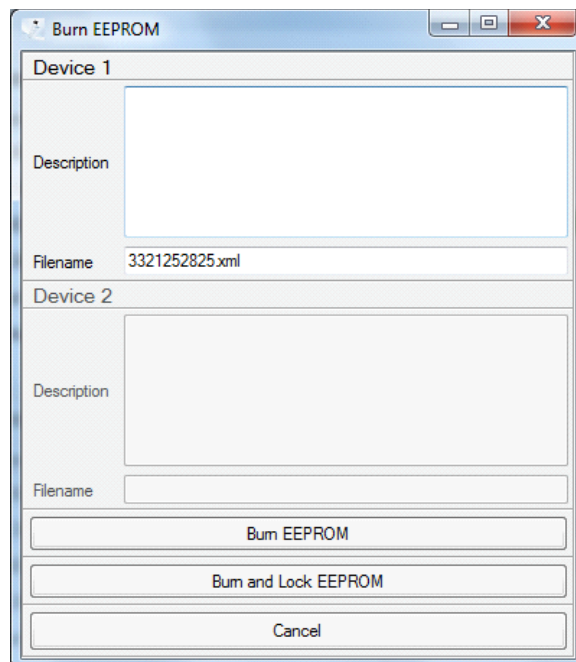 Burn EEPROM
Device 1
Description
Filename
3321252825.xml
Device 2
Description
Filename
Burn EEPROM
Burn and Lock EEPROM
Cancel